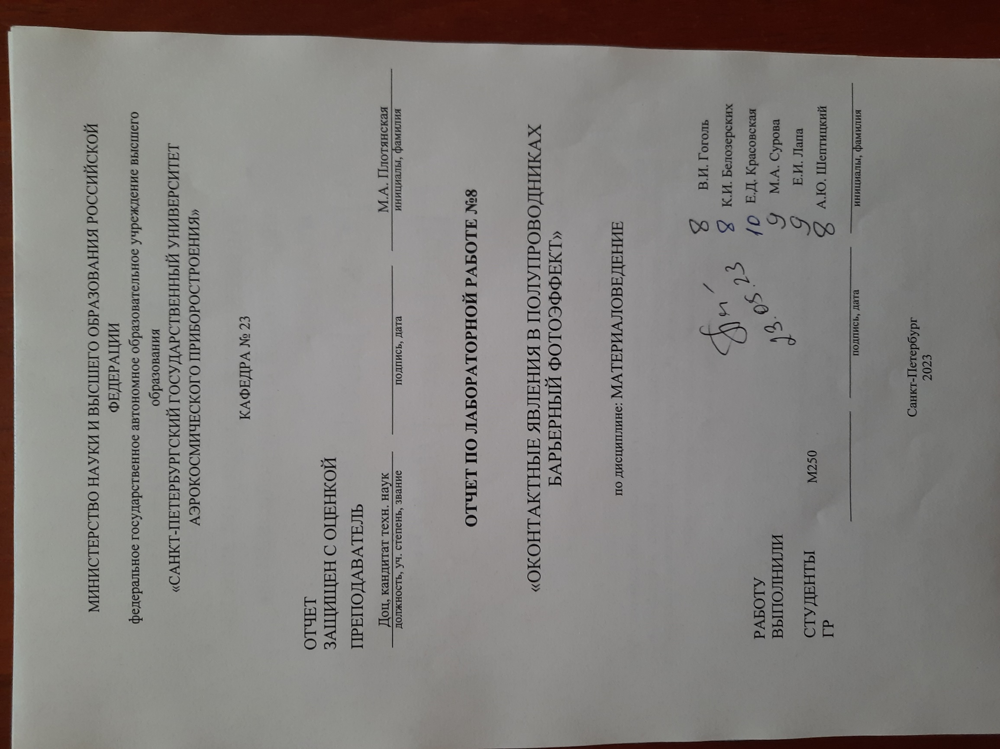 МИНИСТЕРСТВО НАУКИ И ВЫСШЕГО ОБРАЗОВАНИЯ РОССИЙСКОЙ
ФЕДЕРАЦИИ
федеральное государственное автономное образовательное учреждение высшего
образования
«САНКТ-ПЕТЕРБУРГСКИЙ ГОСУДАРСТВЕННЫЙ УНИВЕРСИТЕТ
АЭРОКОСМИЧЕСКОГО ПРИБОРОСТРОЕНИЯ»
КАФЕДРА № 23
ОТЧЕТ
ЗАЩИЩЕН С ОЦЕНКОЙ
ПРЕПОДАВАТЕЛЬ
Доц, кандитат техн. наук М.А. Плотянская
должность, уч. степень, звание подпись, дата инициалы, фамилия
ОТЧЕТ ПО ЛАБОРАТОРНОЙ РАБОТЕ №8
«ОКОНТАКТНЫЕ ЯВЛЕНИЯ В ПОЛУПРОВОДНИКАХ
БАРЬЕРНЫЙ ФОТОЭФФЕКТ»
по дисциплине: МАТЕРИАЛОВЕДЕНИЕ
8 В.И. Гоголь
8 К.И. Белозерских
10 Е.Д. Красовская
9 М.А. Сурова
9 Е.И. Лапа
8 А.Ю. Шептицкий
23.05.23
РАБОТУ
ВЫПОЛНИЛИ
СТУДЕНТЫ М250
ГР
подпись, дата инициалы, фамилия
Санкт-Петербург
2023